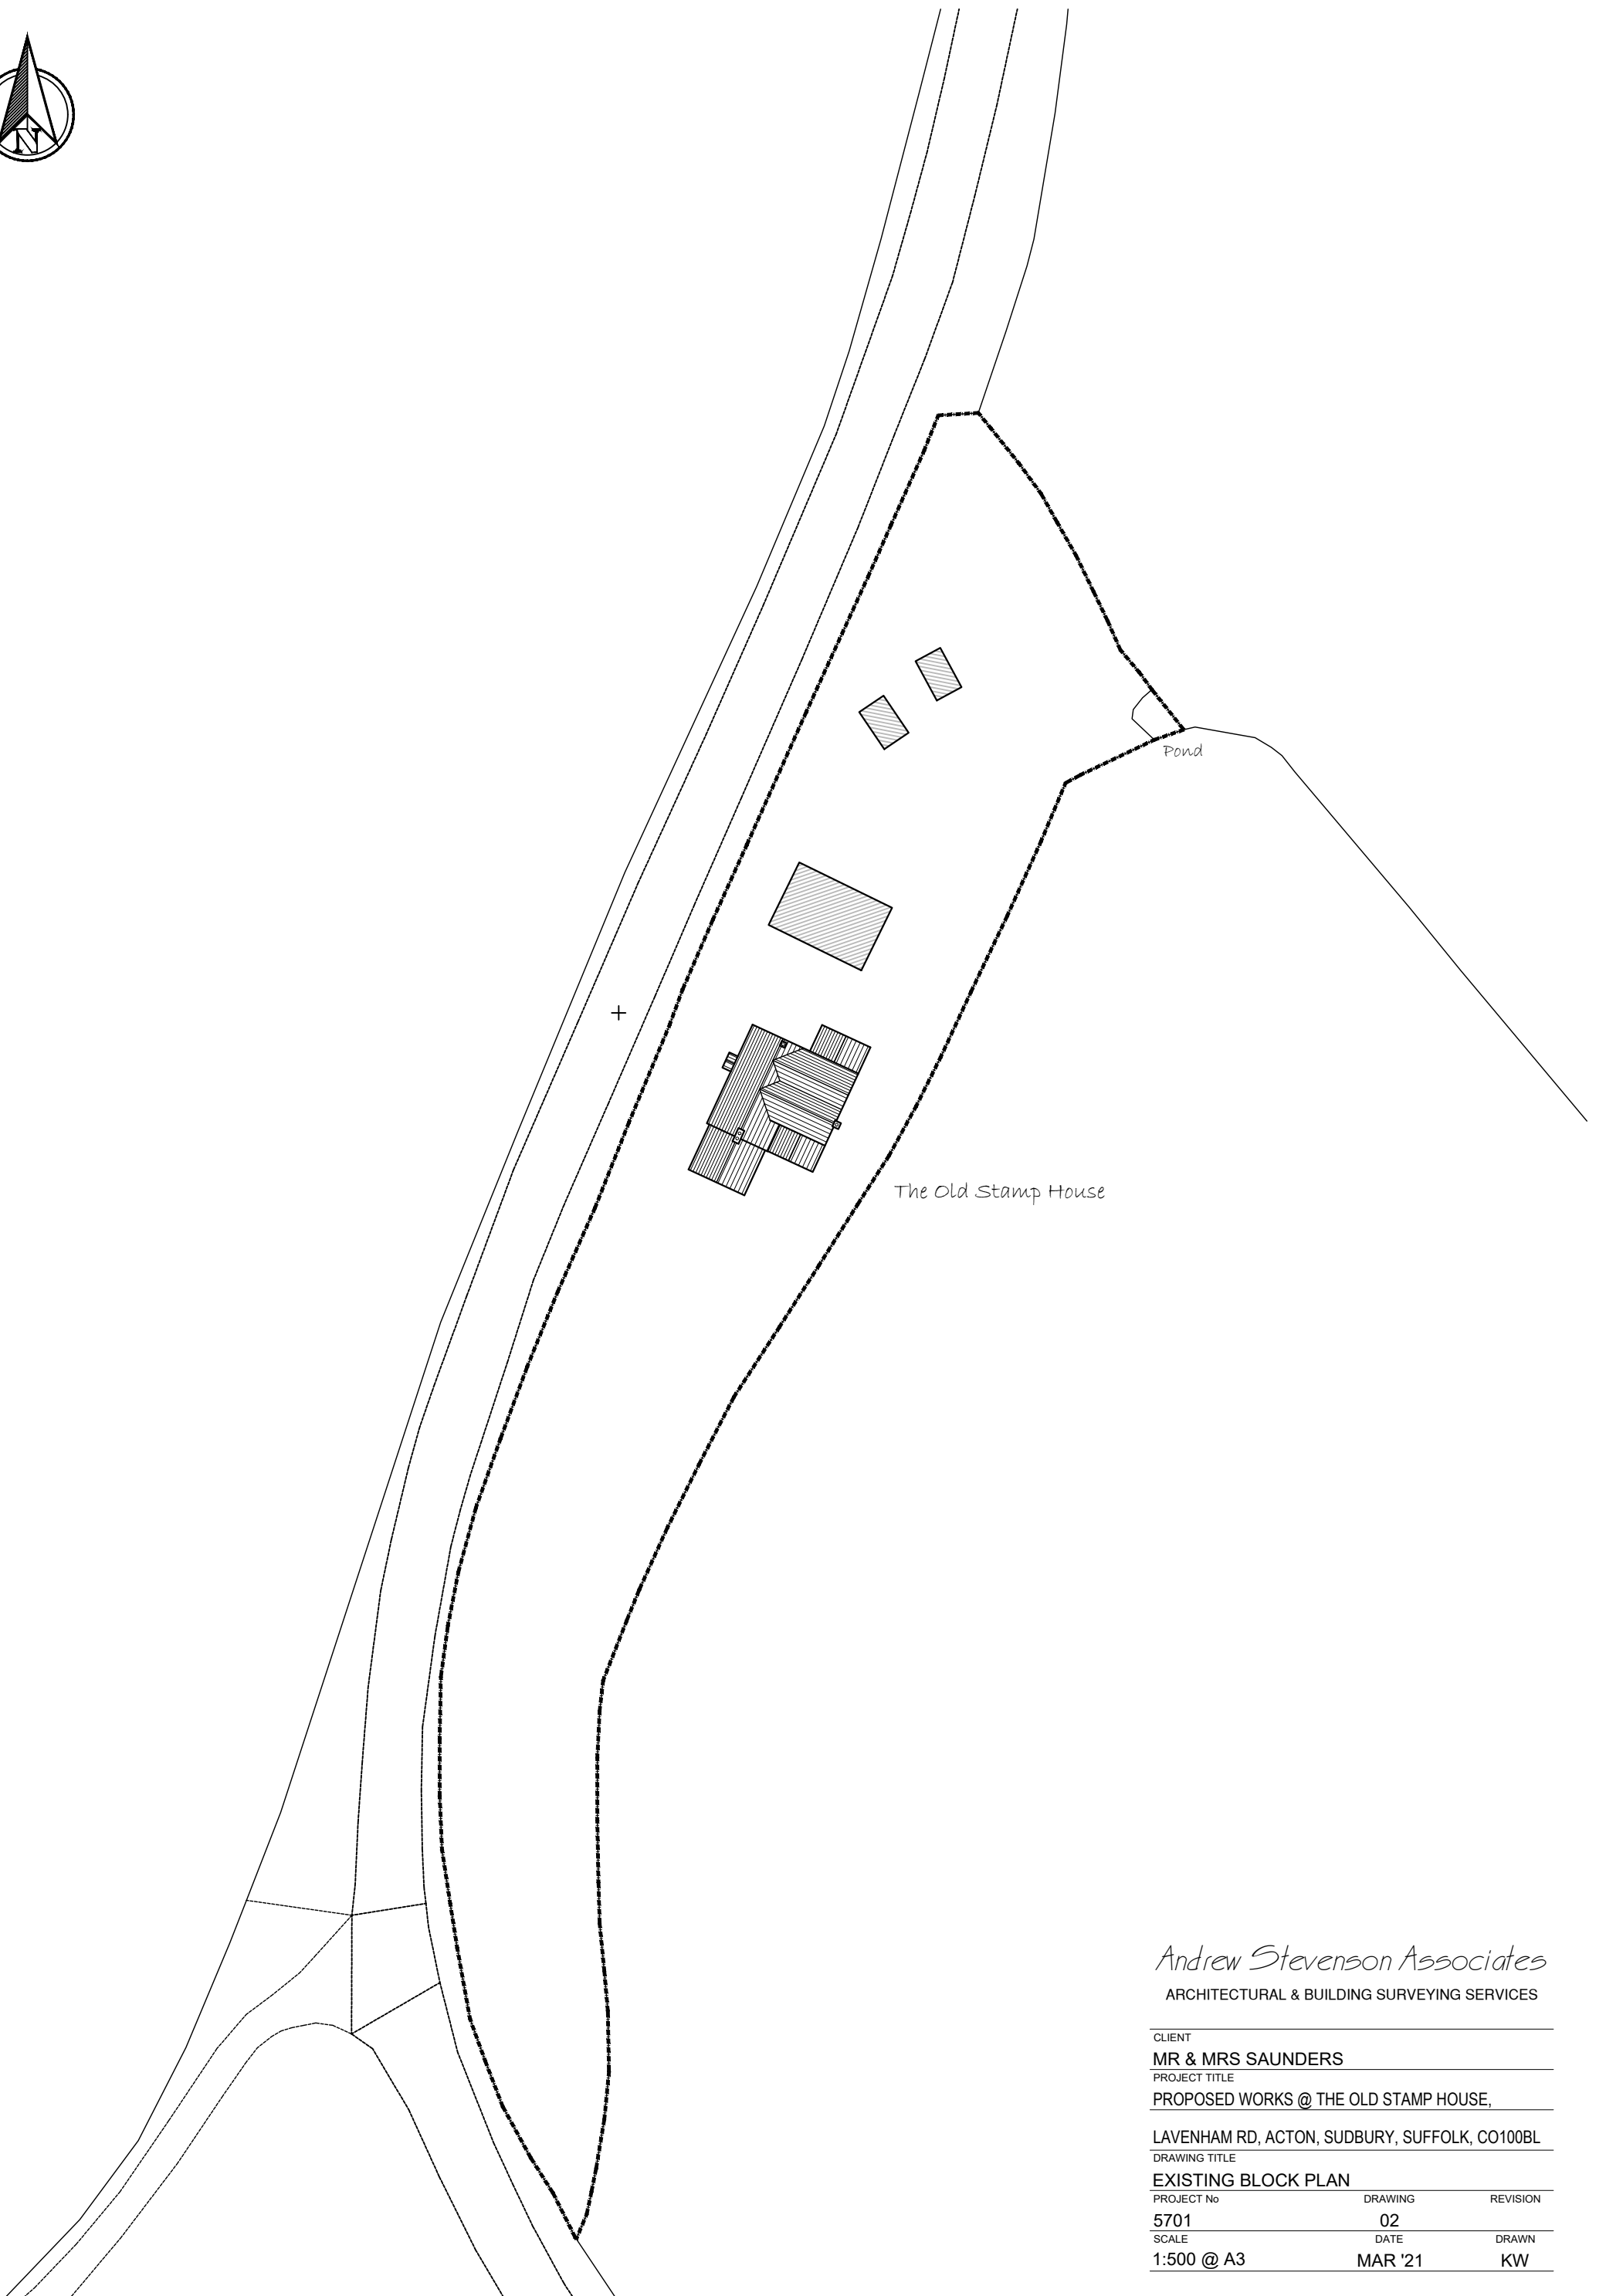 N
Pond
The Old Stamp House
Andrew Stevenson Associates
ARCHITECTURAL & BUILDING SURVEYING SERVICES
CLIENT
MR & MRS SAUNDERS
PROJECT TITLE
PROPOSED WORKS @ THE OLD STAMP HOUSE,
LAVENHAM RD, ACTON, SUDBURY, SUFFOLK, CO100BL
DRAWING TITLE
EXISTING BLOCK PLAN
PROJECT No DRAWING REVISION
5701 02
SCALE DATE DRAWN
1:500 @ A3 MAR '21 KW